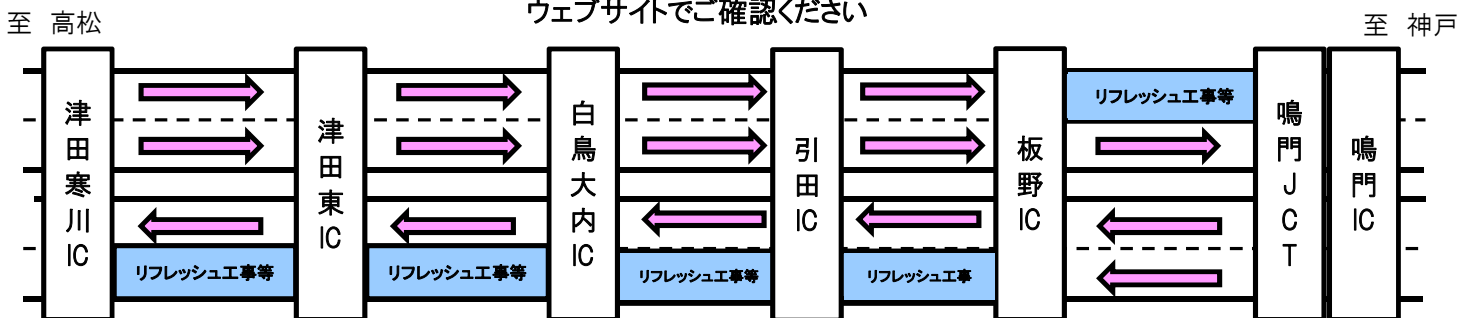 ウェブサイトでご確認ください
至 高松
至 神戸
津田寒川IC
津田東IC
白鳥大内IC
引田IC
板野IC
鳴門JCT
鳴門IC
リフレッシュ工事等
リフレッシュ工事等
リフレッシュ工事等
リフレッシュ工事等
リフレッシュ工事